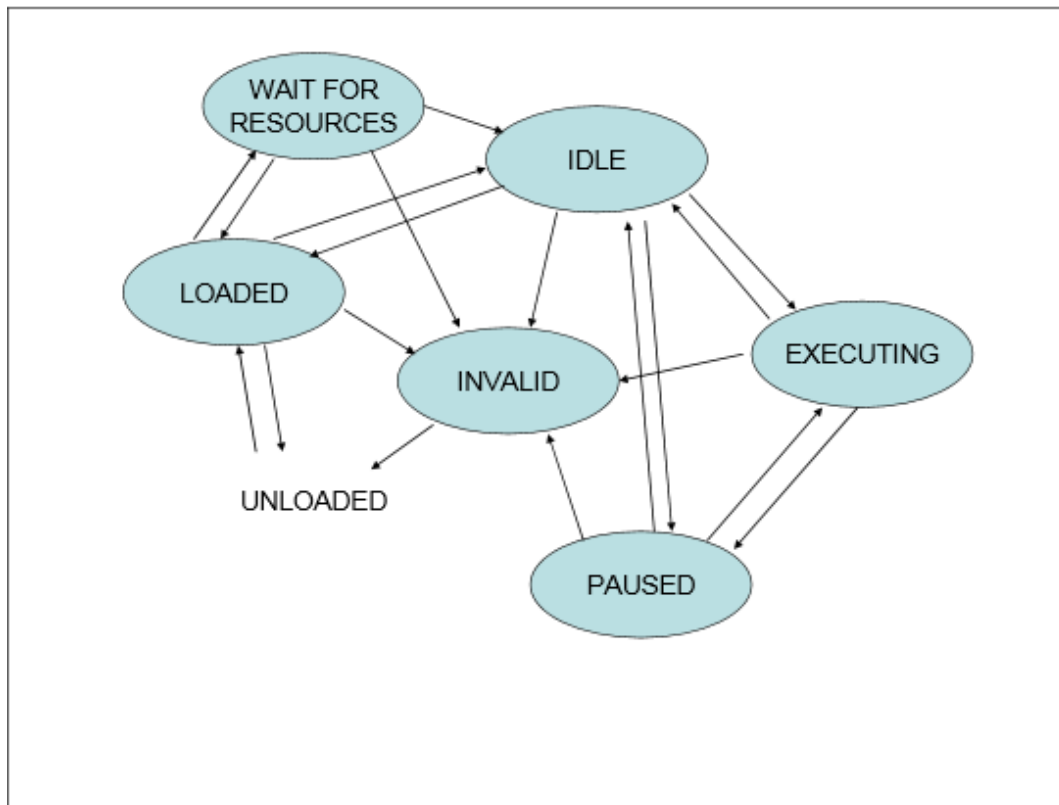 WAIT FOR
RESOURCES
IDLE
LOADED
EXECUTING
INVALID
UNLOADED
PAUSED